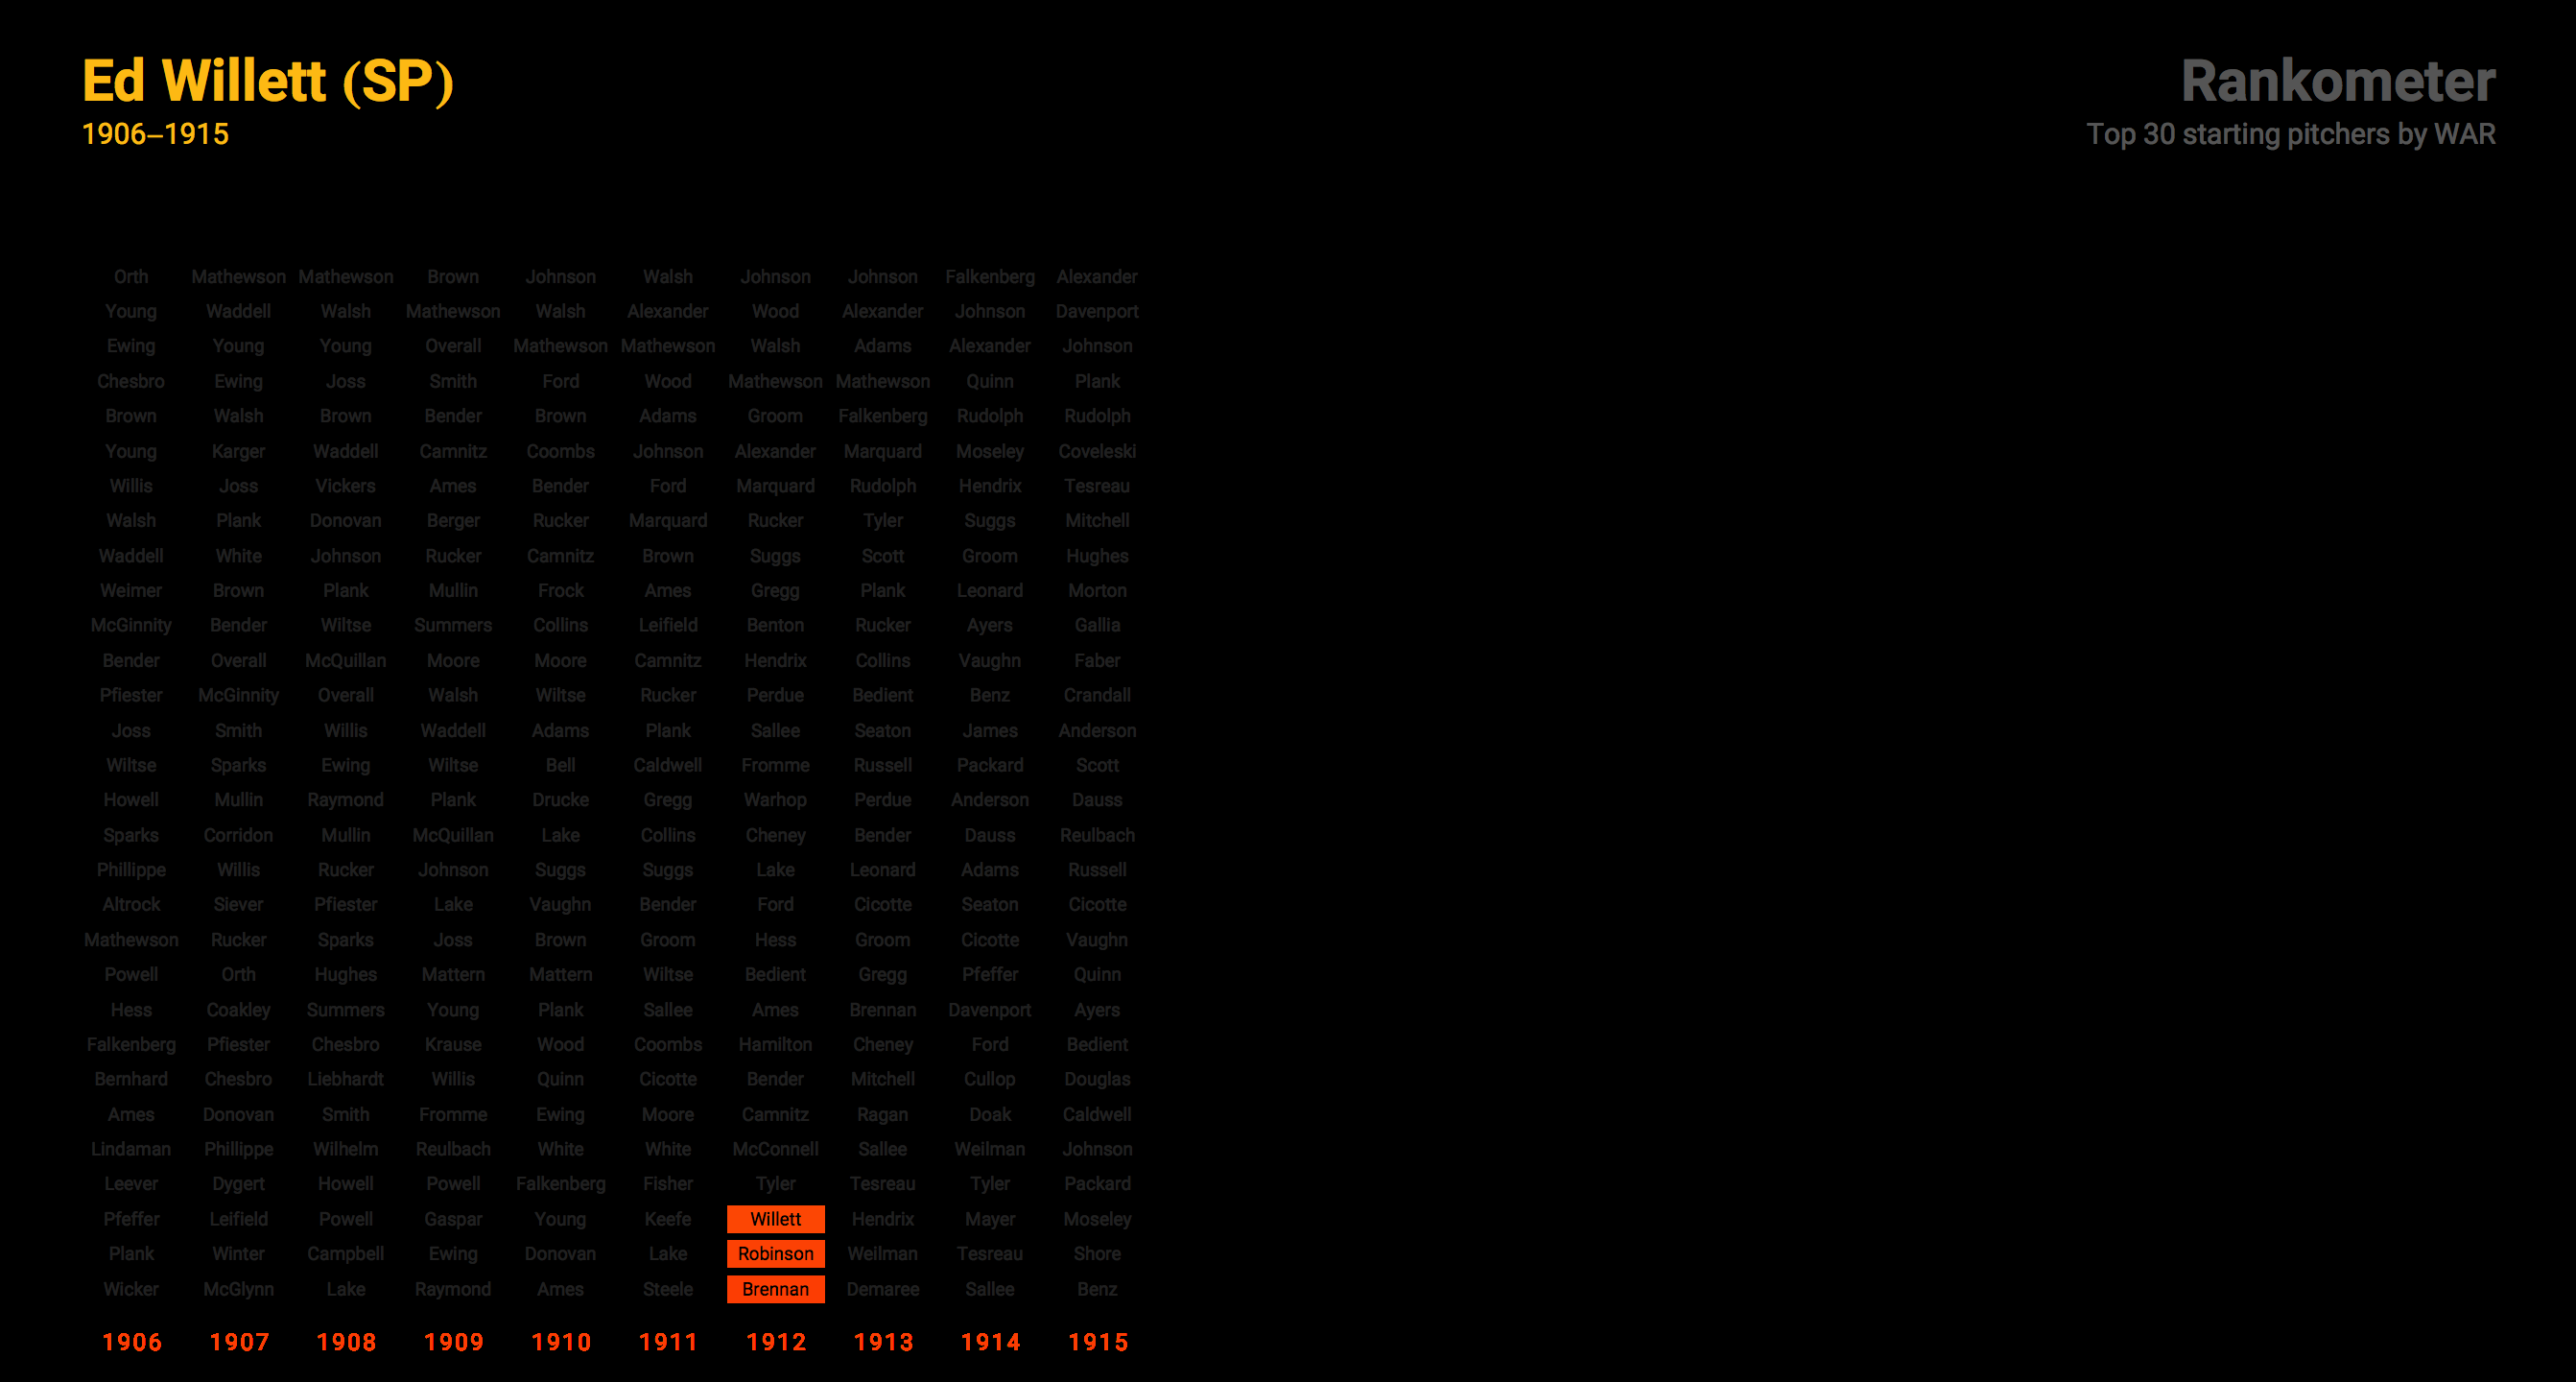 Ed Willett (SP)
1906–1915
Rankometer
Top 30 starting pitchers by WAR
Orth Mathewson Mathewson Brown Johnson Walsh Johnson Johnson Falkenberg Alexander
Young Waddell Walsh Mathewson Walsh Alexander Wood Alexander Johnson Davenport
Ewing Young Young Overall Mathewson Mathewson Walsh Adams Alexander Johnson
Chesbro Ewing Joss Smith Ford Wood Mathewson Mathewson Quinn Plank
Brown Walsh Brown Bender Brown Adams Groom Falkenberg Rudolph Rudolph
Young Karger Waddell Camnitz Coombs Johnson Alexander Marquard Moseley Coveleski
Willis Joss Vickers Ames Bender Ford Marquard Rudolph Hendrix Tesreau
Walsh Plank Donovan Berger Rucker Marquard Rucker Tyler Suggs Mitchell
Waddell White Johnson Rucker Camnitz Brown Suggs Scott Groom Hughes
Weimer Brown Plank Mullin Frock Ames Gregg Plank Leonard Morton
McGinnity Bender Wiltse Summers Collins Leifield Benton Rucker Ayers Gallia
Bender Overall McQuillan Moore Moore Camnitz Hendrix Collins Vaughn Faber
Pfiester McGinnity Overall Walsh Wiltse Rucker Perdue Bedient Benz Crandall
Joss Smith Willis Waddell Adams Plank Sallee Seaton James Anderson
Wiltse Sparks Ewing Wiltse Bell Caldwell Fromme Russell Packard Scott
Howell Mullin Raymond Plank Drucke Gregg Warhop Perdue Anderson Dauss
Sparks Corridon Mullin McQuillan Lake Collins Cheney Bender Dauss Reulbach
Phillippe Willis Rucker Johnson Suggs Suggs Lake Leonard Adams Russell
Altrock Siever Pfiester Lake Vaughn Bender Ford Cicotte Seaton Cicotte
Mathewson Rucker Sparks Joss Brown Groom Hess Groom Cicotte Vaughn
Powell Orth Hughes Mattern Mattern Wiltse Bedient Gregg Pfeffer Quinn
Hess Coakley Summers Young Plank Sallee Ames Brennan Davenport Ayers
Falkenberg Pfiester Chesbro Krause Wood Coombs Hamilton Cheney Ford Bedient
Bernhard Chesbro Liebhardt Willis Quinn Cicotte Bender Mitchell Cullop Douglas
Ames Donovan Smith Fromme Ewing Moore Camnitz Ragan Doak Caldwell
Lindaman Phillippe Wilhelm Reulbach White White McConnell Sallee Weilman Johnson
Leever Dygert Howell Powell Falkenberg Fisher Tyler Tesreau Tyler Packard
Pfeffer Leifield Powell Gaspar Young Keefe Willett Hendrix Mayer Moseley
Plank Winter Campbell Ewing Donovan Lake Robinson Weilman Tesreau Shore
Wicker McGlynn Lake Raymond Ames Steele Brennan Demaree Sallee Benz
1906 1907 1908 1909 1910 1911 1912 1913 1914 1915